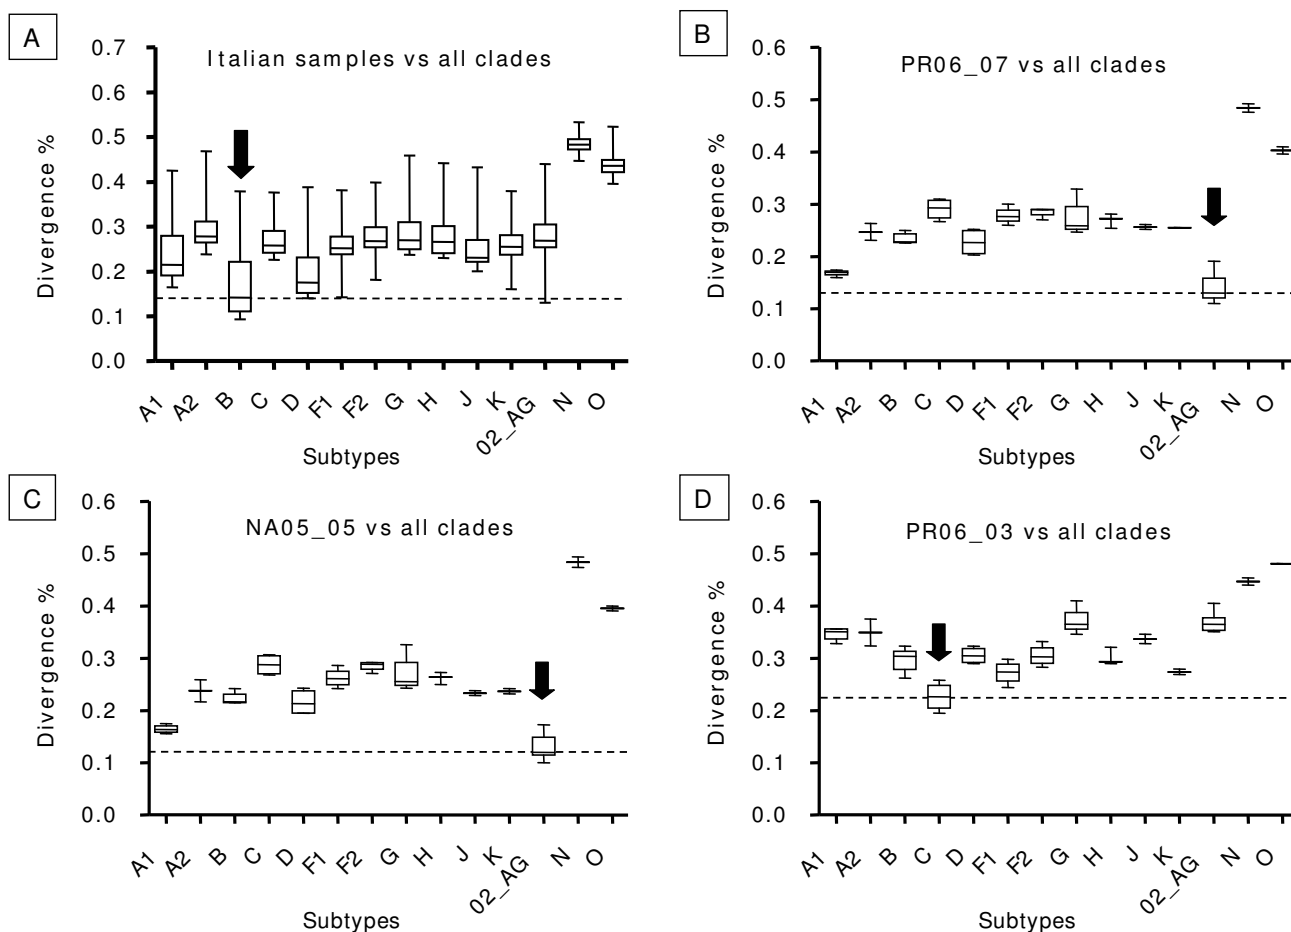 A
Italian samples vs all clades
Divergence %
0.7
0.6
0.5
0.4
0.3
0.2
0.1
0.0
A1 A2 B C D F1 F2 G H J K 02_AG N O
Subtypes
B
PR06_07 vs all clades
Divergence %
0.6
0.5
0.4
0.3
0.2
0.1
0.0
A1 A2 B C D F1 F2 G H J K 02_AG N O
Subtypes
C
NA05_05 vs all clades
Divergence %
0.6
0.5
0.4
0.3
0.2
0.1
0.0
A1 A2 B C D F1 F2 G H J K 02_AG N O
Subtypes
D
PR06_03 vs all clades
Divergence %
0.6
0.5
0.4
0.3
0.2
0.1
0.0
A1 A2 B C D F1 F2 G H J K 02_AG N O
Subtypes